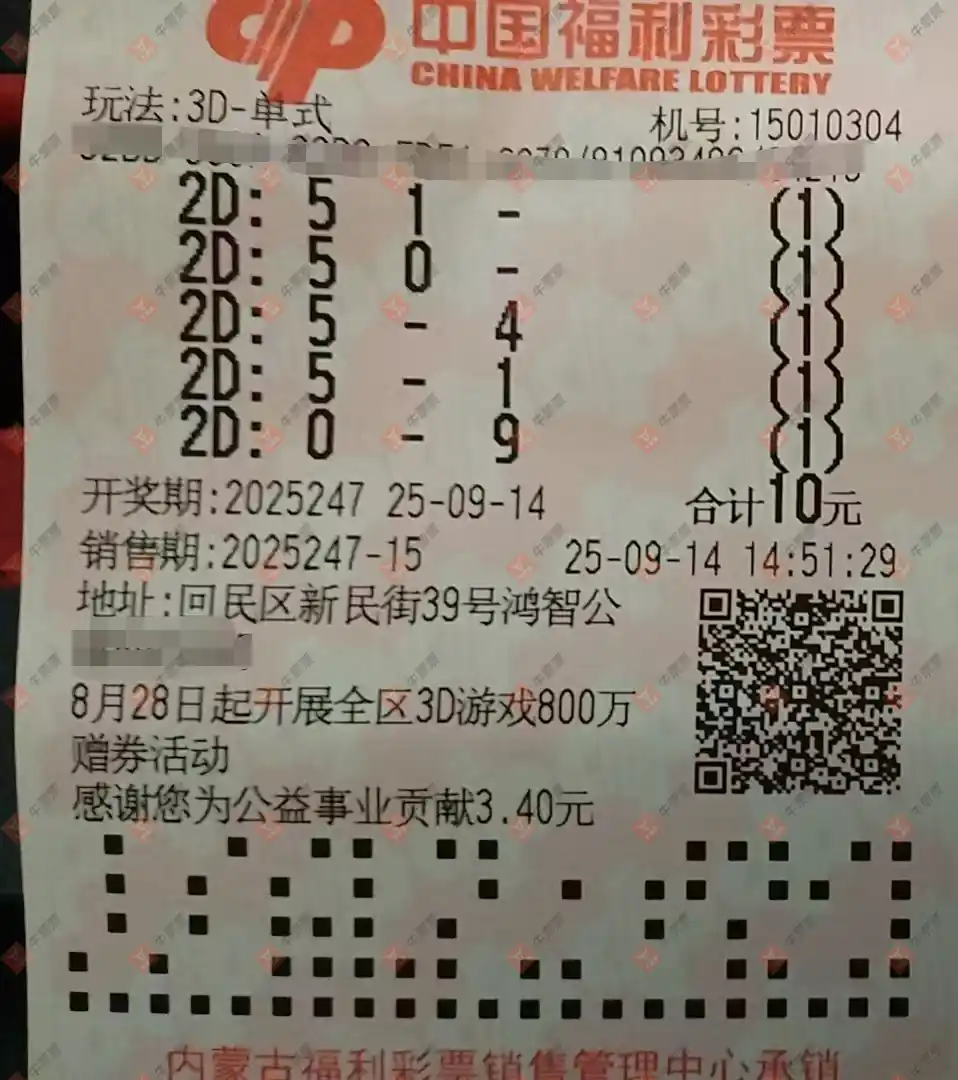 中国福利彩票
CHINA WELFARE LOTTERY
玩法:3D-单式
机号:15010304
2D: 5 1 - (1)
2D: 5 0 - (1)
2D: 5 - 4 (1)
2D: 5 - 1 (1)
2D: 0 - 9 (1)
开奖期:2025247 25-09-14 合计10元
销售期:2025247-15 25-09-14 14:51:29
地址:回民区新民街39号鸿智公
8月28日起开展全区3D游戏800万
赠券活动
感谢您为公益事业贡献3.40元
内蒙古福利彩票销售管理中心承销